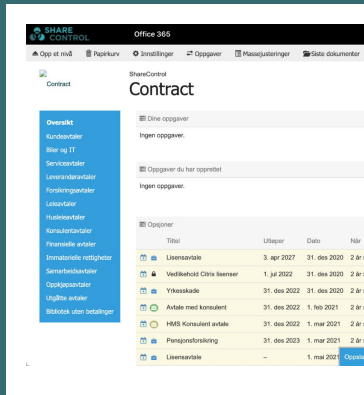 SHARE
CONTROL
Office 365
Opp et nivå Papirkurv Innstillinger Oppgaver Massejusteringer Siste dokumenter
Contract
ShareControl
Contract
Oversikt
Kundeavtaler
Biler og IT
Serviceavtaler
Leverandøravtaler
Forsikringsavtaler
Leieavtaler
Husleieavtaler
Konsulentavtaler
Finansielle avtaler
Immaterielle rettigheter
Samarbeidsavtaler
Oppkjøpsavtaler
Utgåtte avtaler
Bibliotek uten betalinger
Dine oppgaver
Ingen oppgaver.
Oppgaver du har opprettet
Ingen oppgaver.
Opsjoner
Tittel Utløper Dato Når
Lisensavtale 3. apr 2027 31. des 2020 2 år
Vedlikehold Citrix lisenser 1. jul 2022 31. des 2020 2 år
Yrkesskade 31. des 2022 31. des 2020 2 år
Avtale med konsulent 31. des 2022 1. feb 2021 2 år
HMS Konsulent avtale 31. des 2022 1. mar 2021 2 år
Pensjonsforsikring 31. des 2023 1. mar 2021 2 år
Lisensavtale – 1. mai 2021